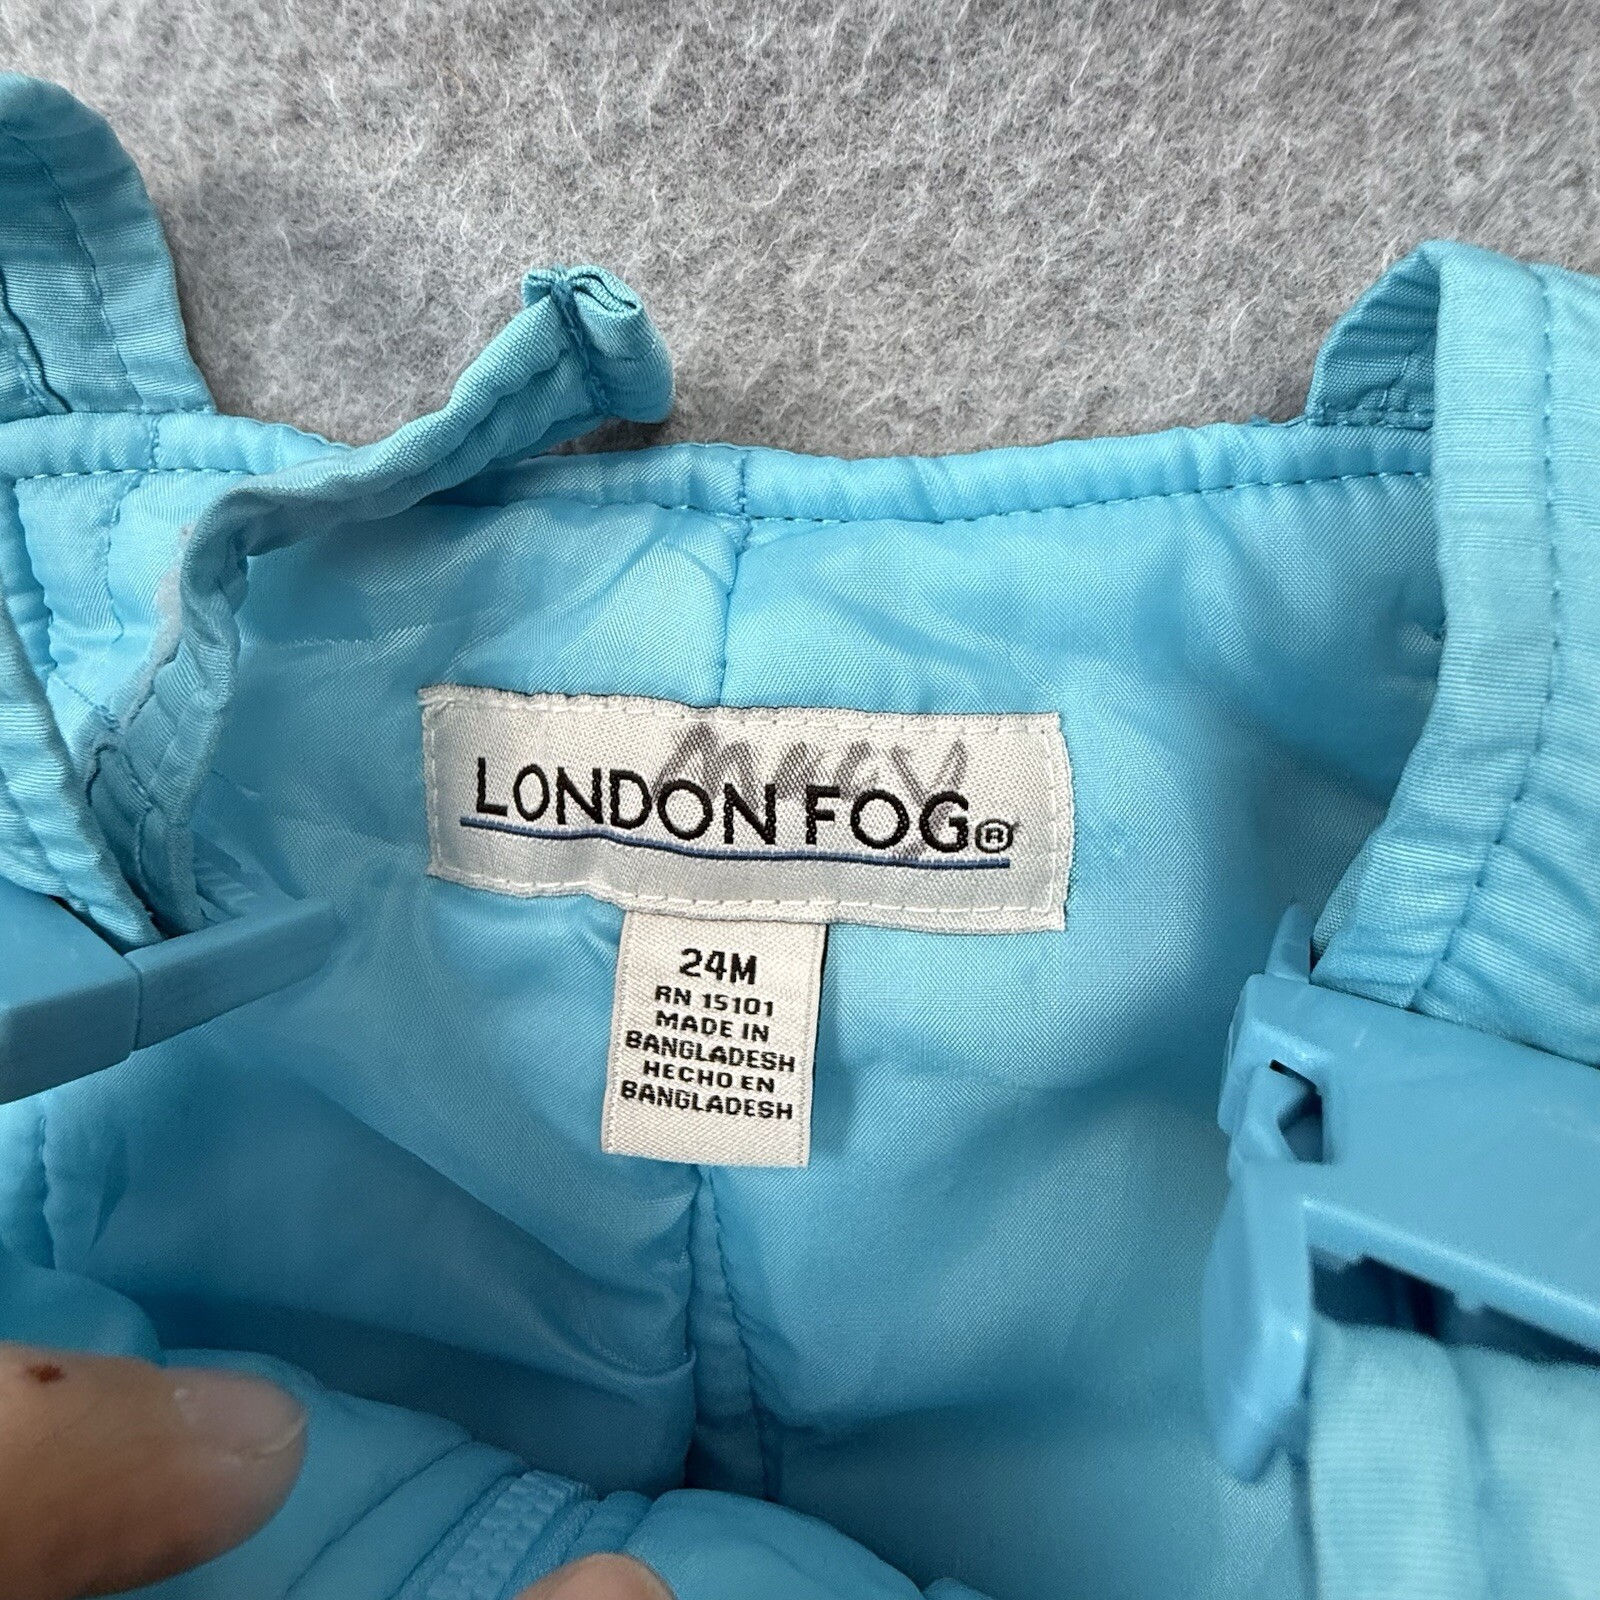 LONDON FOG®
24M
RN 15101
MADE IN
BANGLADESH
HECHO EN
BANGLADESH